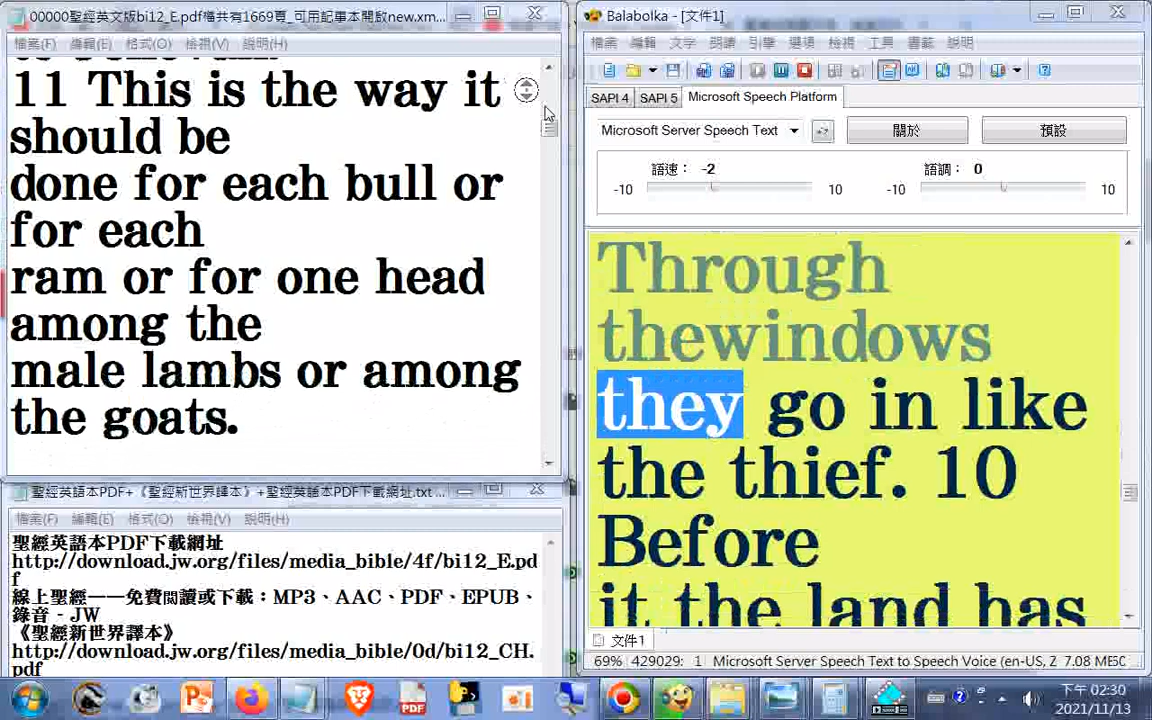 00000聖經英文版bi12_E.pdf檔共有1669頁_可用記事本開啟new.xm...
檔案(F) 編輯(E) 格式(O) 檢視(V) 說明(H)
11 This is the way it
should be
done for each bull or
for each
ram or for one head
among the
male lambs or among
the goats.
聖經英語本PDF+《聖經新世界譯本》+聖經英語本PDF下載網址.txt ...
檔案(F) 編輯(E) 格式(O) 檢視(V) 說明(H)
聖經英語本PDF下載網址
http://download.jw.org/files/media_bible/4f/bi12_E.pd
f
線上聖經——免費閱讀或下載：MP3、AAC、PDF、EPUB、
錄音 - JW
《聖經新世界譯本》
http://download.jw.org/files/media_bible/0d/bi12_CH.
pdf
Balabolka - [文件1]
檔案 編輯 文字 朗讀 引擎 選項 檢視 工具 書籤 說明
SAPI 4 SAPI 5 Microsoft Speech Platform
Microsoft Server Speech Text 關於 預設
語速： -2 語調： 0
-10 10 -10 10
Through
thewindows
they go in like
the thief. 10
Before
it the land has
文件1
69% 429029: 1 Microsoft Server Speech Text to Speech Voice (en-US, Z 7.08 ME
下午 02:30
2021/11/13